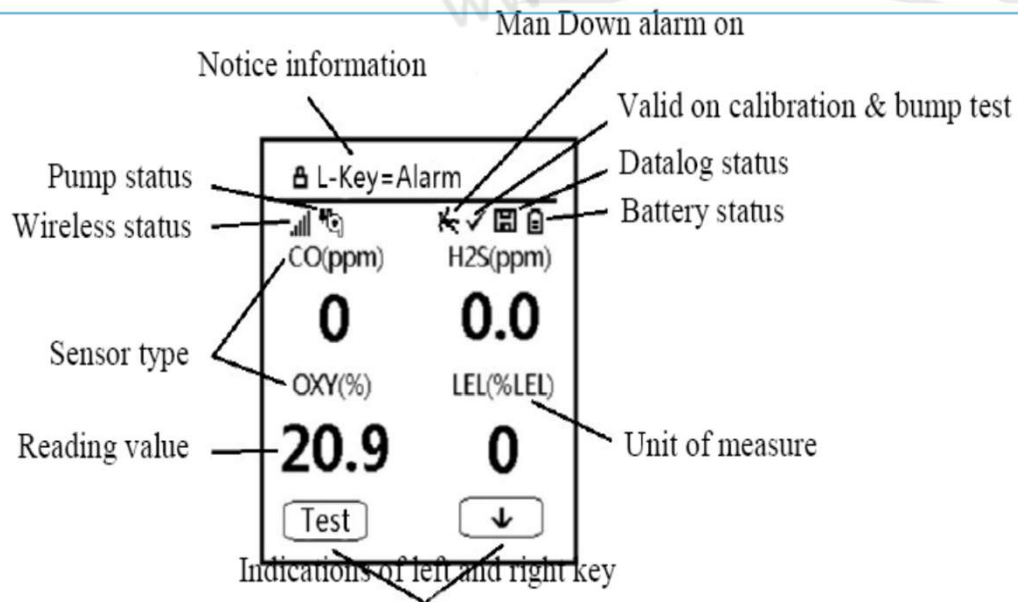 Man Down alarm on
Notice information
Valid on calibration & bump test
Pump status
Datalog status
L-Key=Alarm
Wireless status
Battery status
CO(ppm) H2S(ppm)
0 0.0
Sensor type
OXY(%) LEL(%LEL)
Reading value
20.9 0
Unit of measure
Test
Indications of left and right key